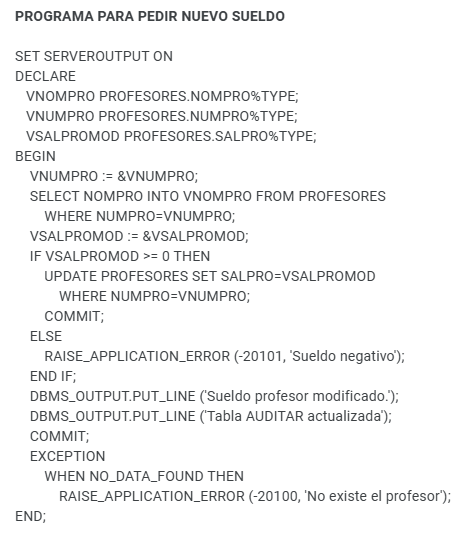 PROGRAMA PARA PEDIR NUEVO SUELDO
SET SERVEROUTPUT ON
DECLARE
VNOMPRO PROFESORES.NOMPRO%TYPE;
VNUMPRO PROFESORES.NUMPRO%TYPE;
VSALPROMOD PROFESORES.SALPRO%TYPE;
BEGIN
VNUMPRO := &VNUMPRO;
SELECT NOMPRO INTO VNOMPRO FROM PROFESORES
WHERE NUMPRO=VNUMPRO;
VSALPROMOD := &VSALPROMOD;
IF VSALPROMOD >= 0 THEN
UPDATE PROFESORES SET SALPRO=VSALPROMOD
WHERE NUMPRO=VNUMPRO;
COMMIT;
ELSE
RAISE_APPLICATION_ERROR (-20101, 'Sueldo negativo');
END IF;
DBMS_OUTPUT.PUT_LINE ('Sueldo profesor modificado.');
DBMS_OUTPUT.PUT_LINE ('Tabla AUDITAR actualizada');
COMMIT;
EXCEPTION
WHEN NO_DATA_FOUND THEN
RAISE_APPLICATION_ERROR (-20100, 'No existe el profesor');
END;